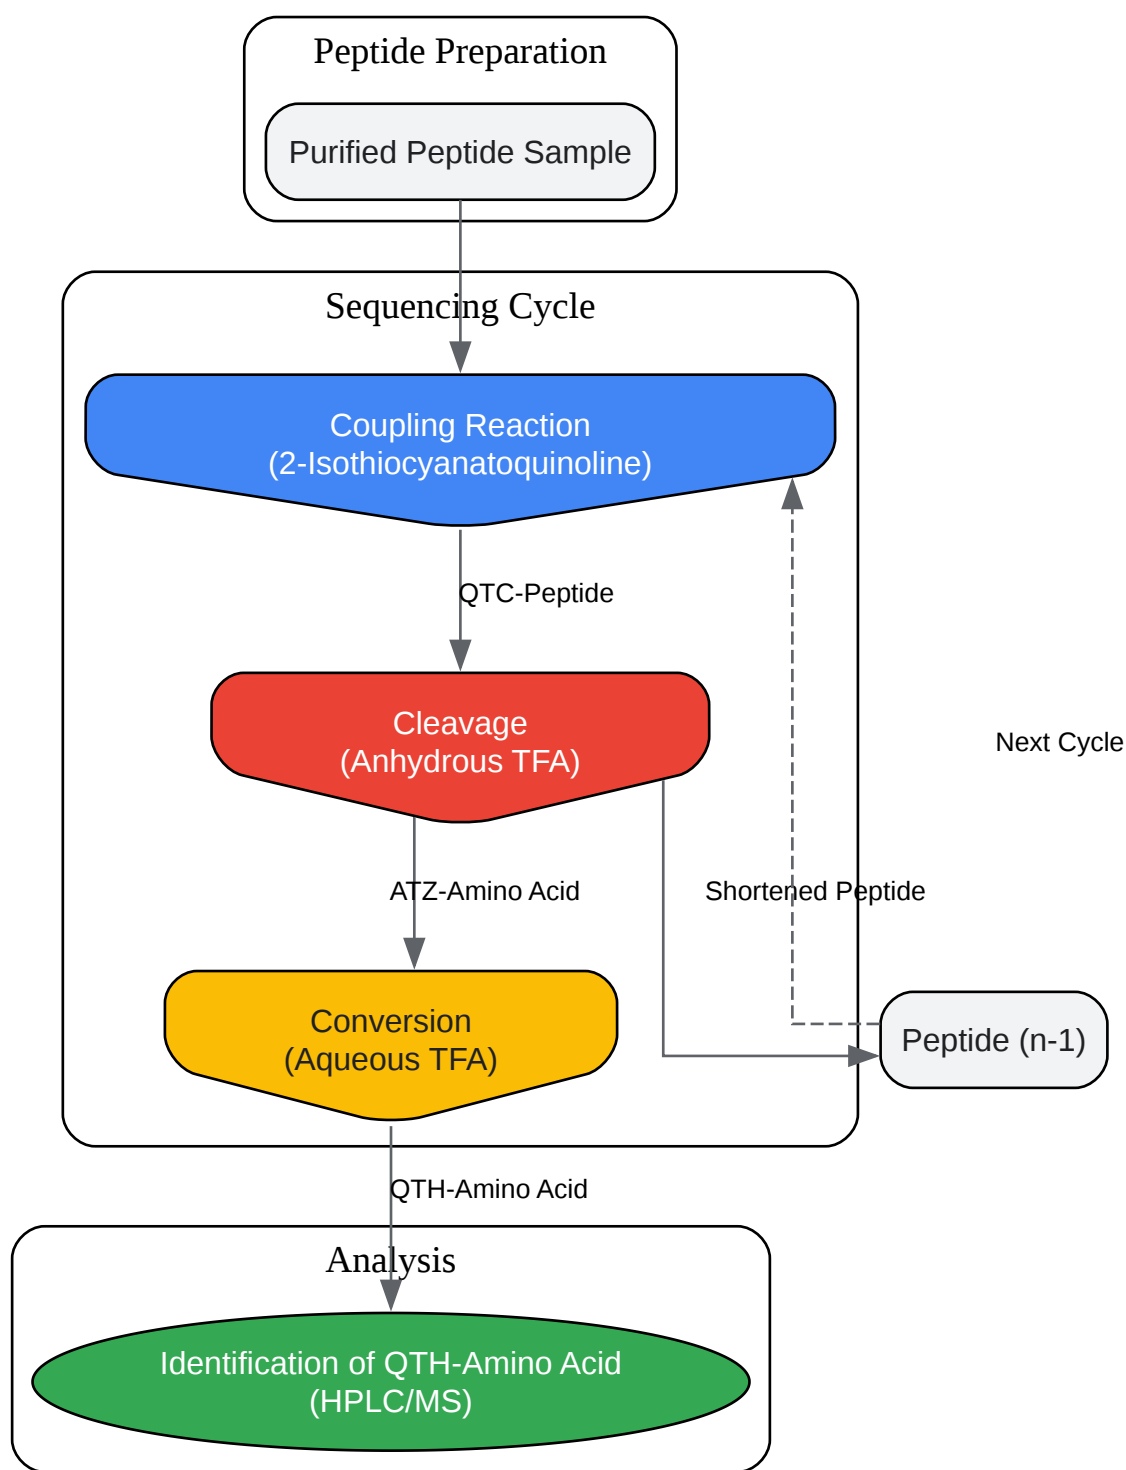 Peptide Preparation
Purified Peptide Sample
Sequencing Cycle
Coupling Reaction
(2-Isothiocyanatoquinoline)
QTC-Peptide
Cleavage
(Anhydrous TFA)
Next Cycle
ATZ-Amino Acid
Shortened Peptide
Conversion
(Aqueous TFA)
Peptide (n-1)
QTH-Amino Acid
Analysis
Identification of QTH-Amino Acid
(HPLC/MS)